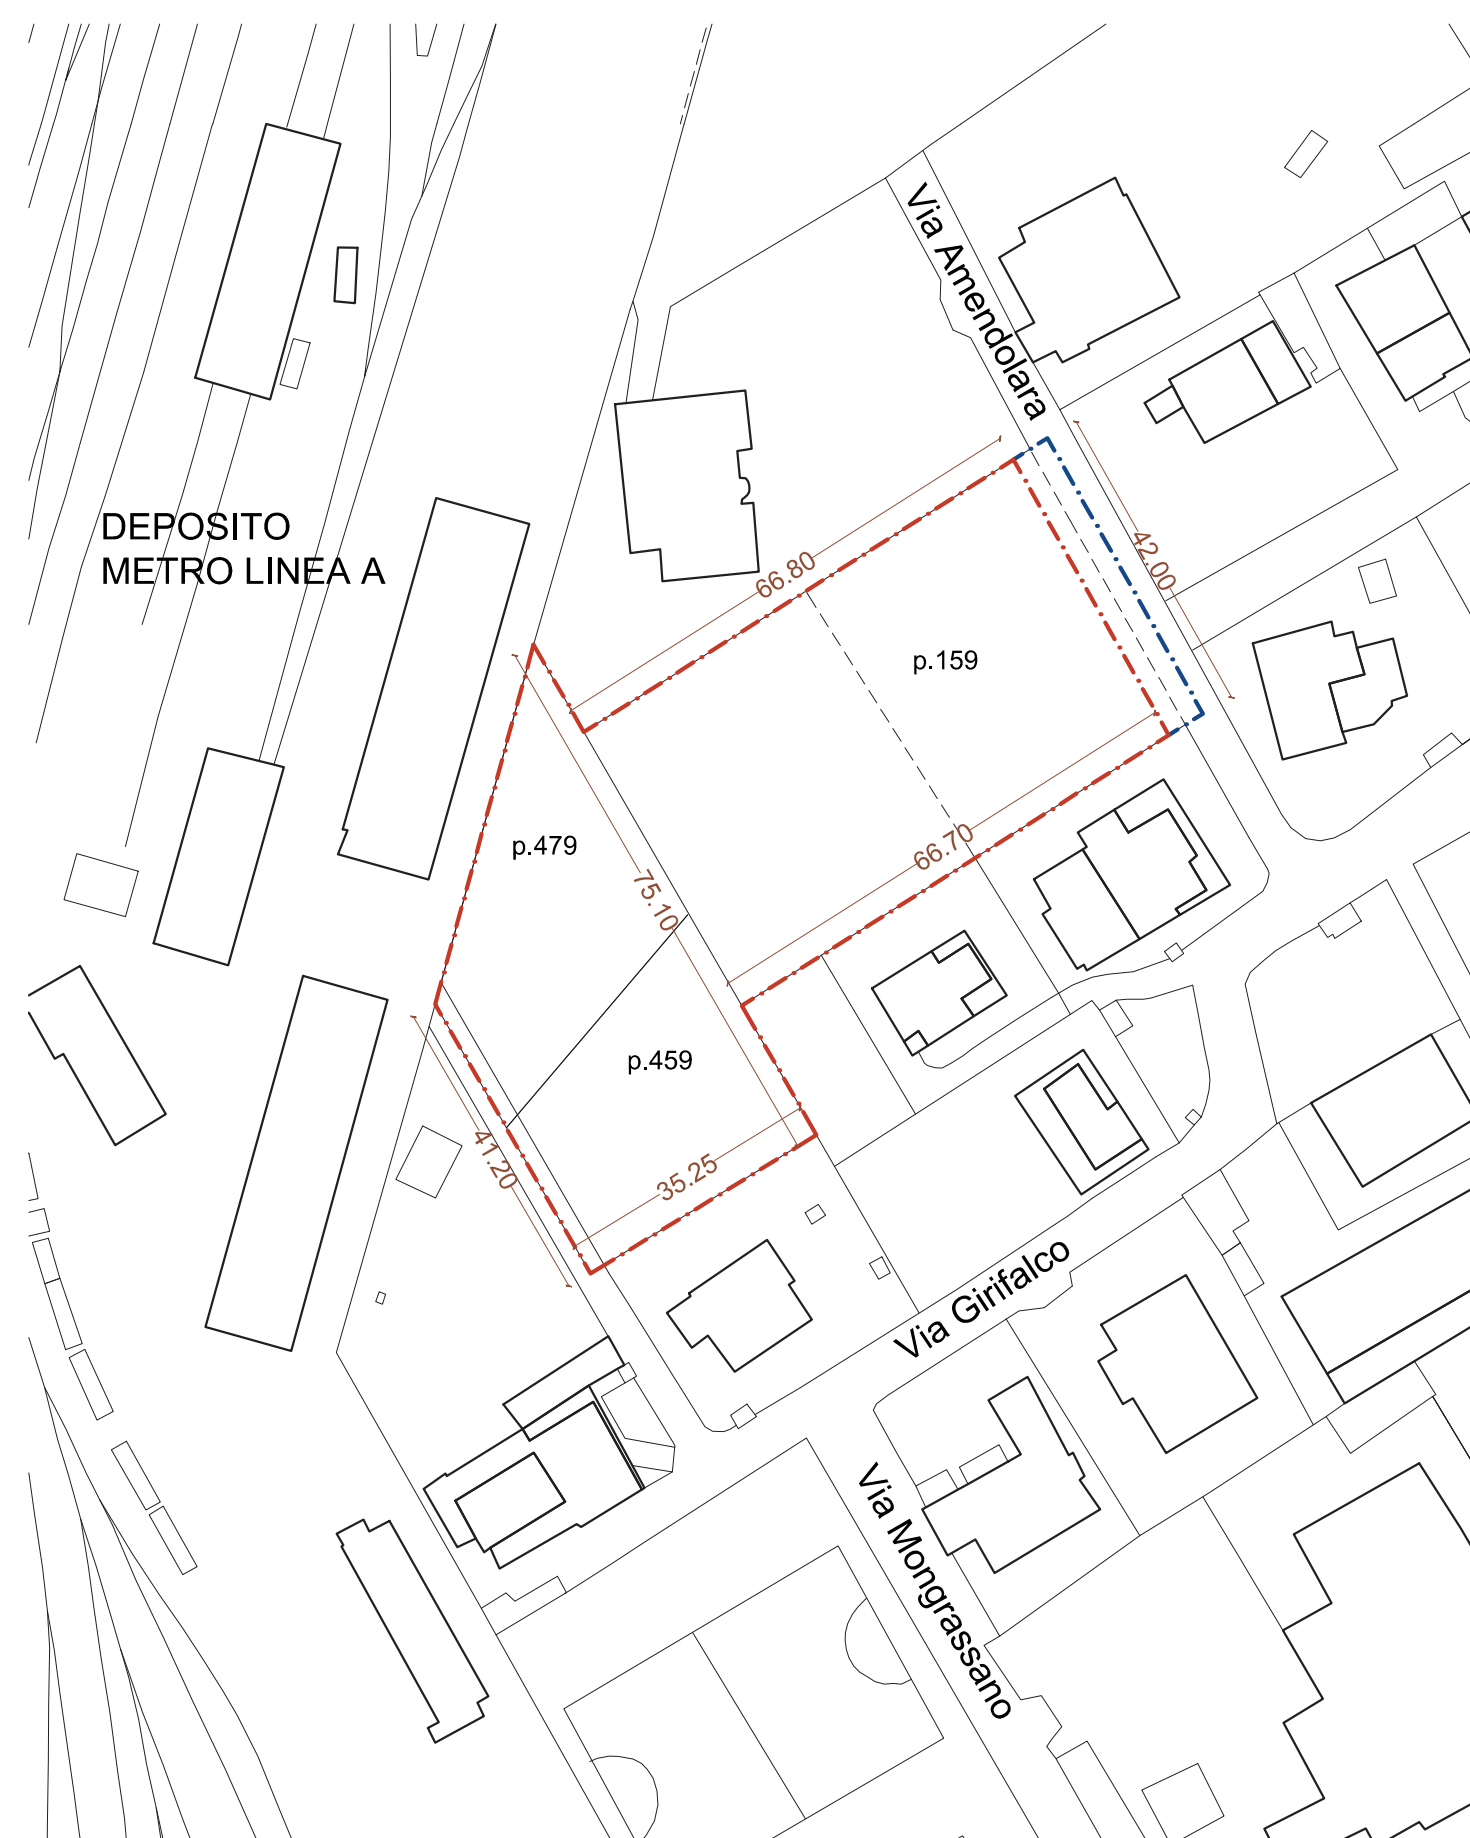 Via Amendolara
DEPOSITO
METRO LINEA A
66.80
42.00
p.159
p.479
66.70
75.10
p.459
41.20
35.25
Via Girifalco
Via Mongrassano